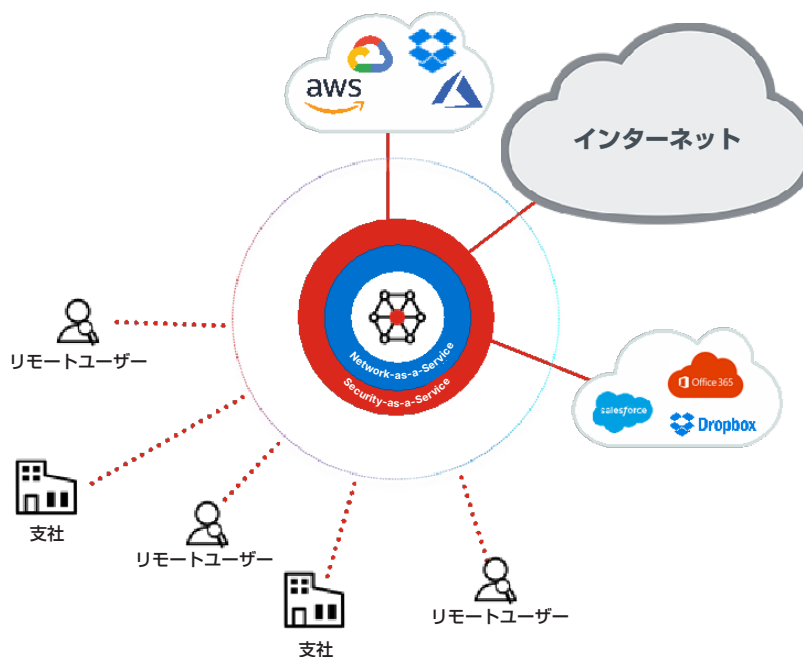 aws
インターネット
Network-as-a-Service
Security-as-a-Service
リモートユーザー
Office 365
salesforce
Dropbox
支社
リモートユーザー
支社
リモートユーザー